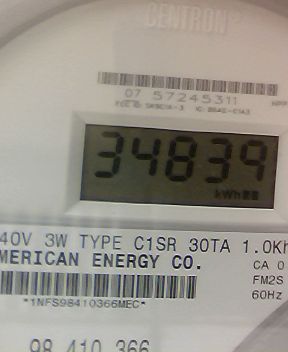 CENTRON®
07 57245311
34839
kWh
40V 3W TYPE C1SR 30TA 1.0Kh
MERICAN ENERGY CO.
CA 0
FM2S
60Hz
*1NFS98410366MEC*
98 410 366